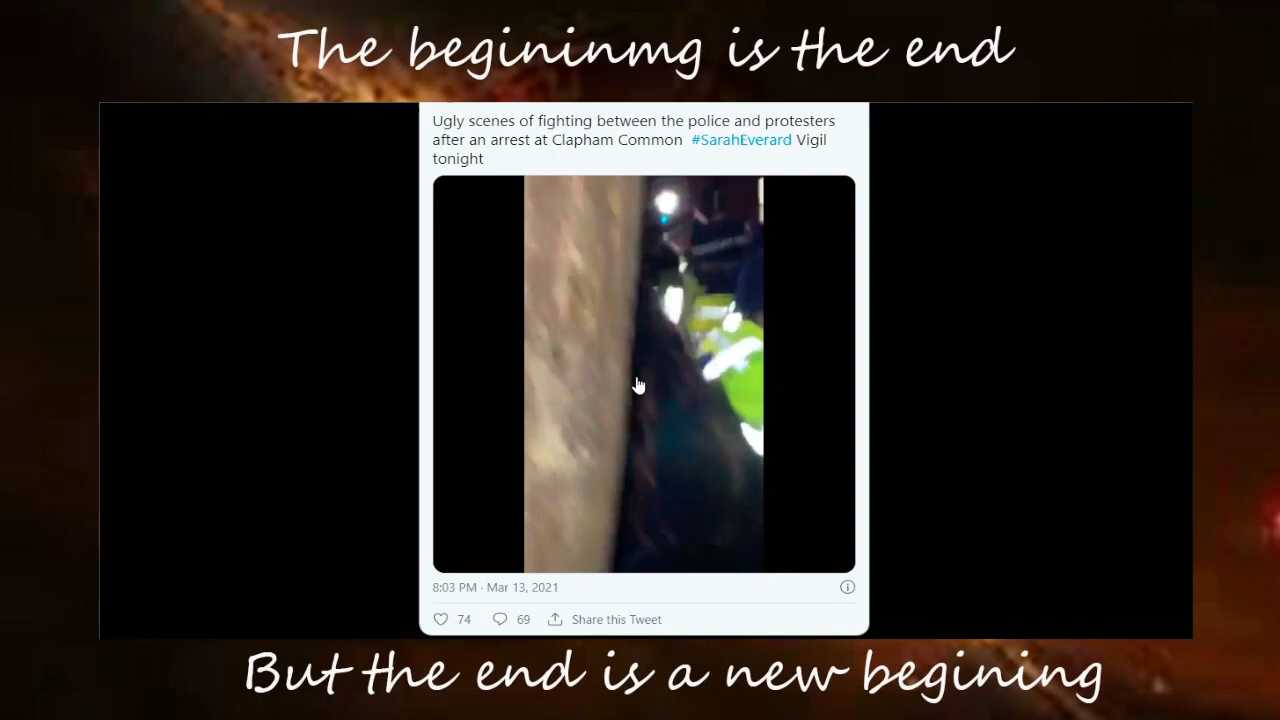 The begininmg is the end
Ugly scenes of fighting between the police and protesters
after an arrest at Clapham Common #SarahEverard Vigil
tonight
8:03 PM · Mar 13, 2021
74 69 Share this Tweet
But the end is a new begining